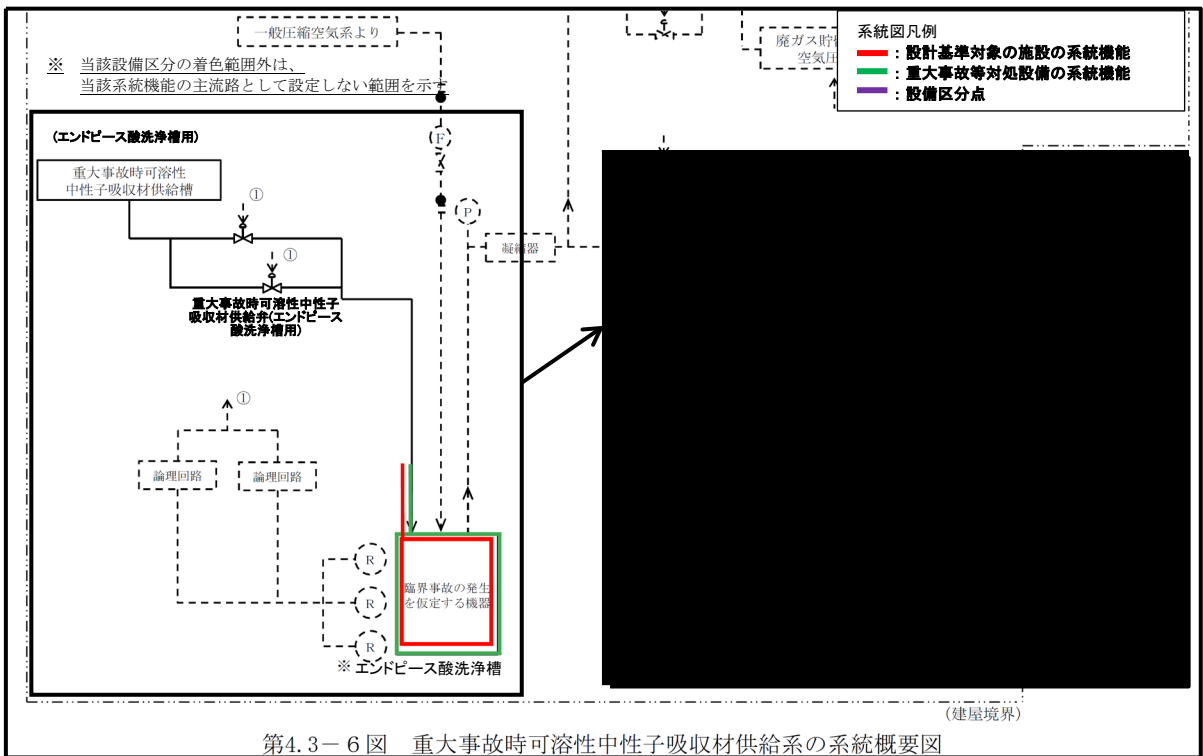 一般圧縮空気系より
廃ガス貯
空気圧
系統図凡例
：設計基準対象の施設の系統機能
：重大事故等対処設備の系統機能
：設備区分点
※ 当該設備区分の着色範囲外は、
当該系統機能の主流路として設定しない範囲を示す
(エンドピース酸洗浄槽用)
重大事故時可溶性
中性子吸収材供給槽
F
①
P
凝縮器
①
重大事故時可溶性中性子
吸収材供給弁(エンドピース
酸洗浄槽用)
①
論理回路
論理回路
R
R
R
臨界事故の発生
を仮定する機器
※ エンドピース酸洗浄槽
(建屋境界)
第4.3－6図 重大事故時可溶性中性子吸収材供給系の系統概要図